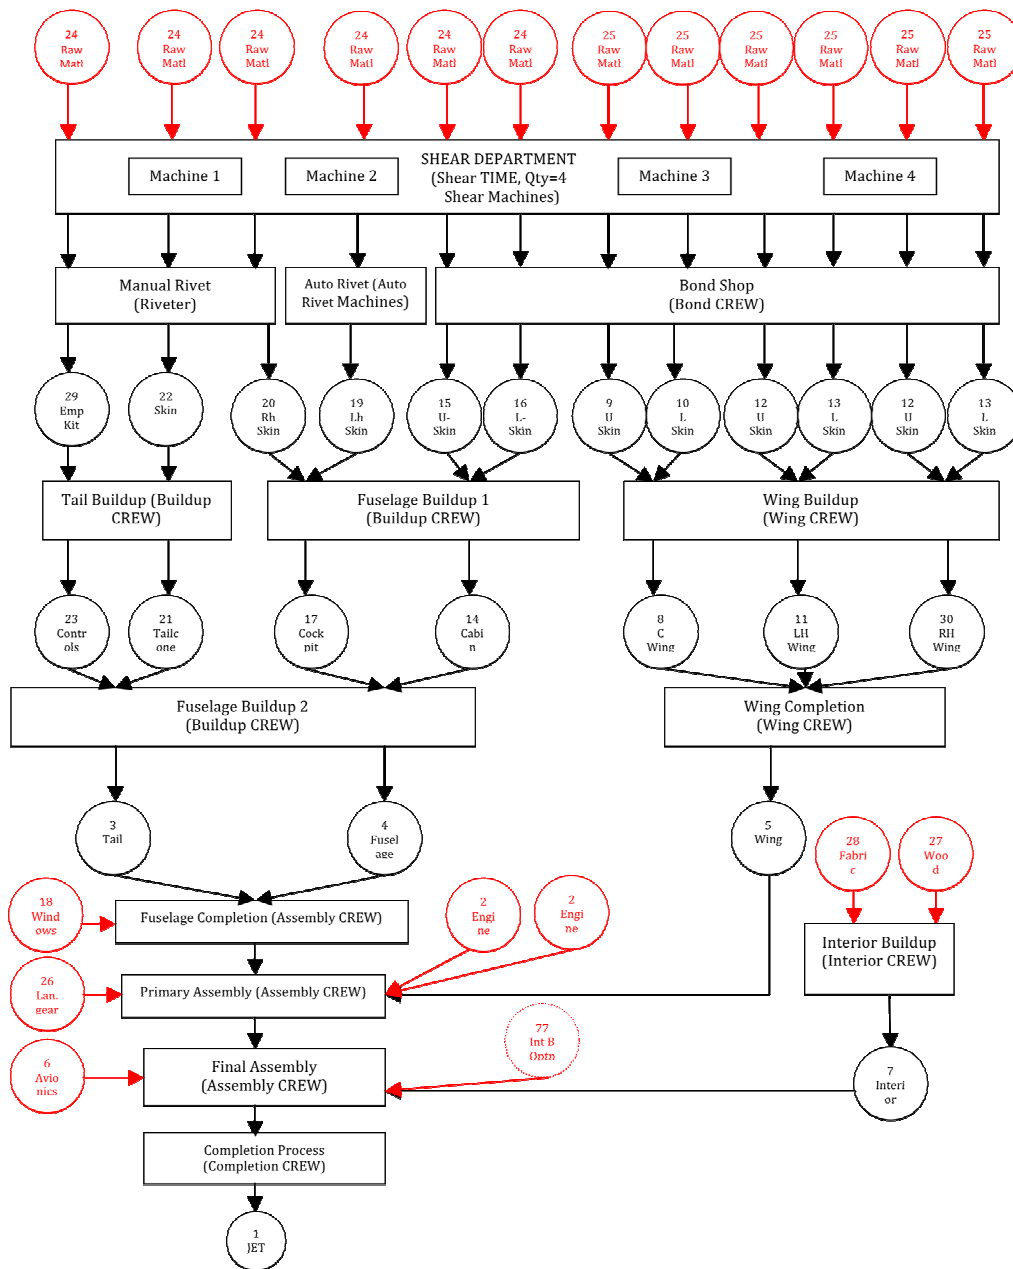 24
Raw
Matl
24
Raw
Matl
24
Raw
Matl
24
Raw
Matl
24
Raw
Matl
24
Raw
Matl
25
Raw
Matl
25
Raw
Matl
25
Raw
Matl
25
Raw
Matl
25
Raw
Matl
25
Raw
Matl
SHEAR DEPARTMENT
(Shear TIME, Qty=4
Shear Machines)
Machine 1
Machine 2
Machine 3
Machine 4
Manual Rivet
(Riveter)
Auto Rivet (Auto
Rivet Machines)
Bond Shop
(Bond CREW)
29
Emp
Kit
22
Skin
20
Rh
Skin
19
Lh
Skin
15
U-
Skin
16
L-
Skin
9
U
Skin
10
L
Skin
12
U
Skin
13
L
Skin
12
U
Skin
13
L
Skin
Tail Buildup (Buildup
CREW)
Fuselage Buildup 1
(Buildup CREW)
Wing Buildup
(Wing CREW)
23
Contr
ols
21
Tailc
one
17
Cock
pit
14
Cabi
n
8
C
Wing
11
LH
Wing
30
RH
Wing
Fuselage Buildup 2
(Buildup CREW)
Wing Completion
(Wing CREW)
3
Tail
4
Fusel
age
5
Wing
28
Fabri
c
27
Woo
d
18
Wind
ows
Fuselage Completion (Assembly CREW)
2
Engi
ne
2
Engi
ne
Interior Buildup
(Interior CREW)
26
Lan.
gear
Primary Assembly (Assembly CREW)
77
Int B
Optn
6
Avio
nics
Final Assembly
(Assembly CREW)
7
Interi
or
Completion Process
(Completion CREW)
1
JET